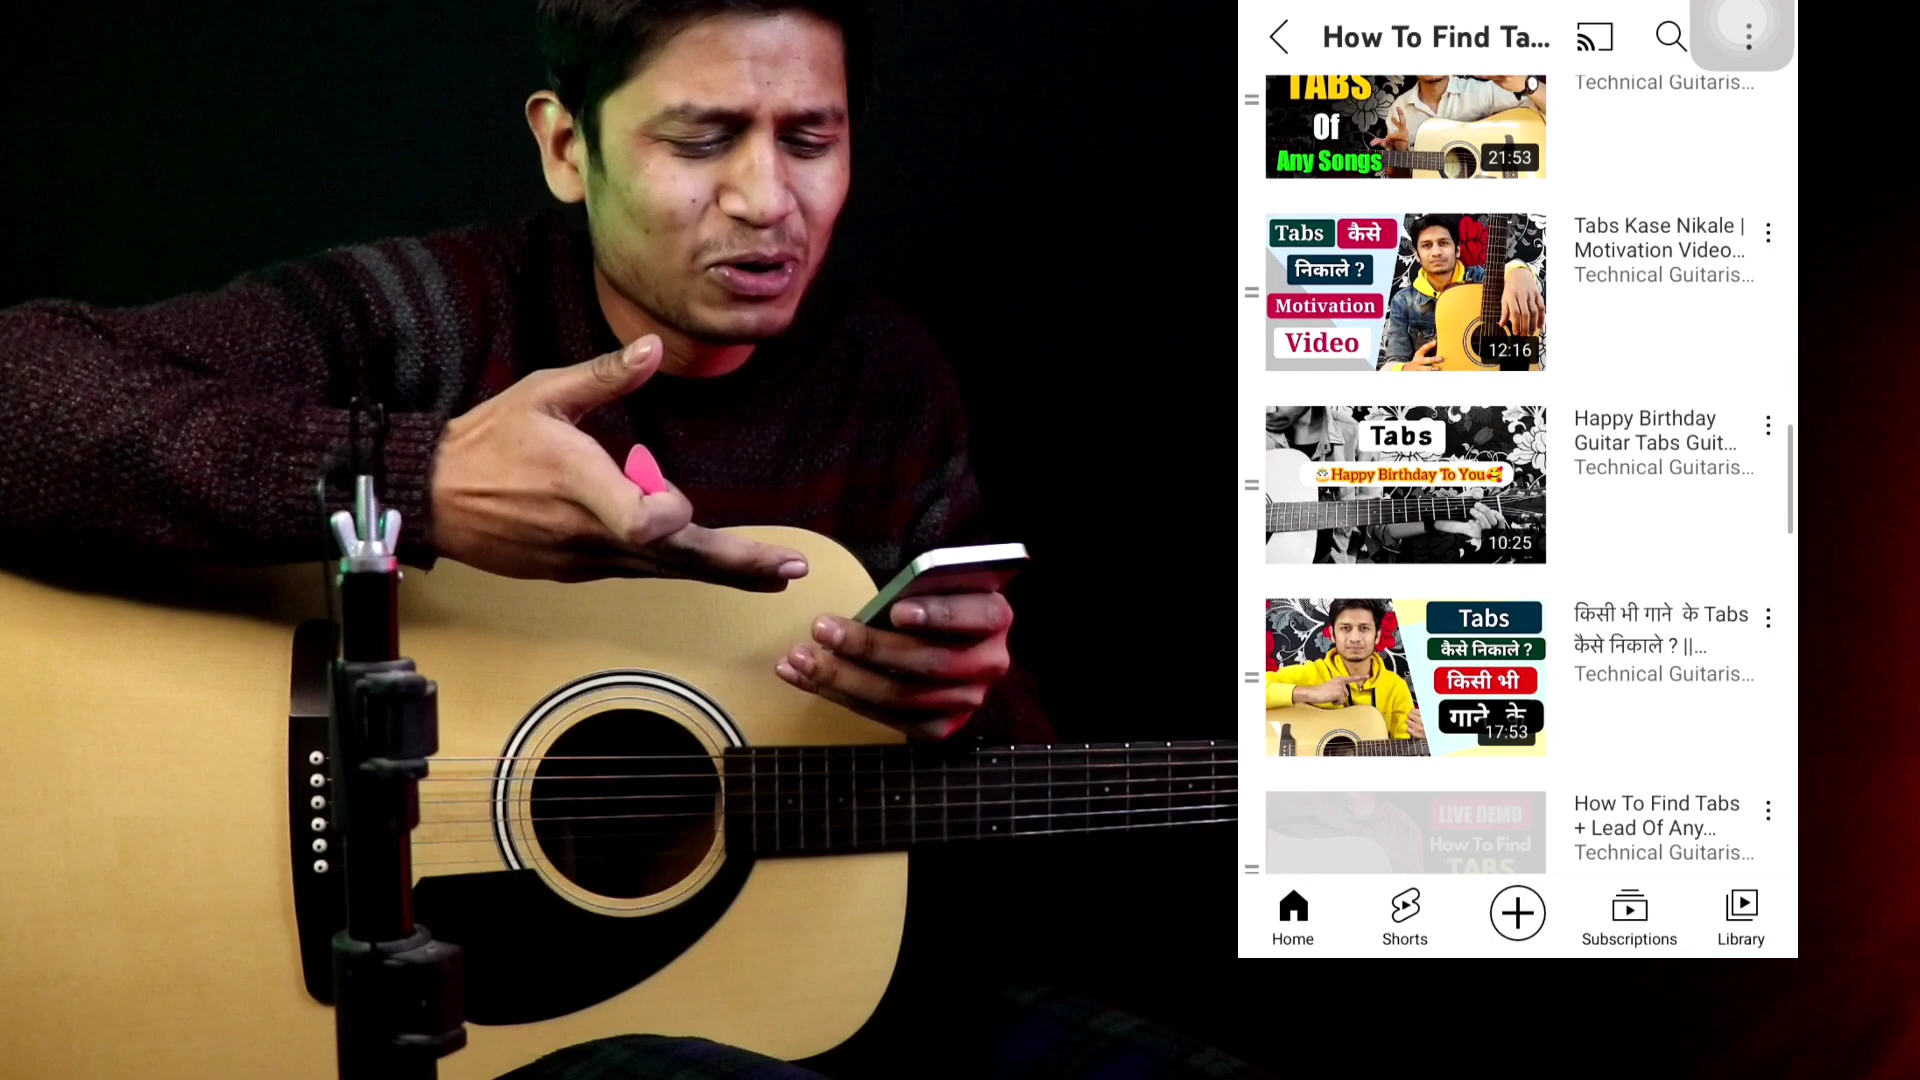 How To Find Ta...
TABS
Of
Any Songs
21:53
Technical Guitaris...
Tabs कैसे
निकाले ?
Motivation
Video
12:16
Tabs Kase Nikale |
Motivation Video...
Technical Guitaris...
Tabs
Happy Birthday To You
10:25
Happy Birthday
Guitar Tabs Guit...
Technical Guitaris...
Tabs
कैसे निकाले ?
किसी भी
गाने के
17:53
किसी भी गाने के Tabs
कैसे निकाले ? ||...
Technical Guitaris...
LIVE DEMO
How To Find
TABS
How To Find Tabs
+ Lead Of Any...
Technical Guitaris...
Home
Shorts
Subscriptions
Library